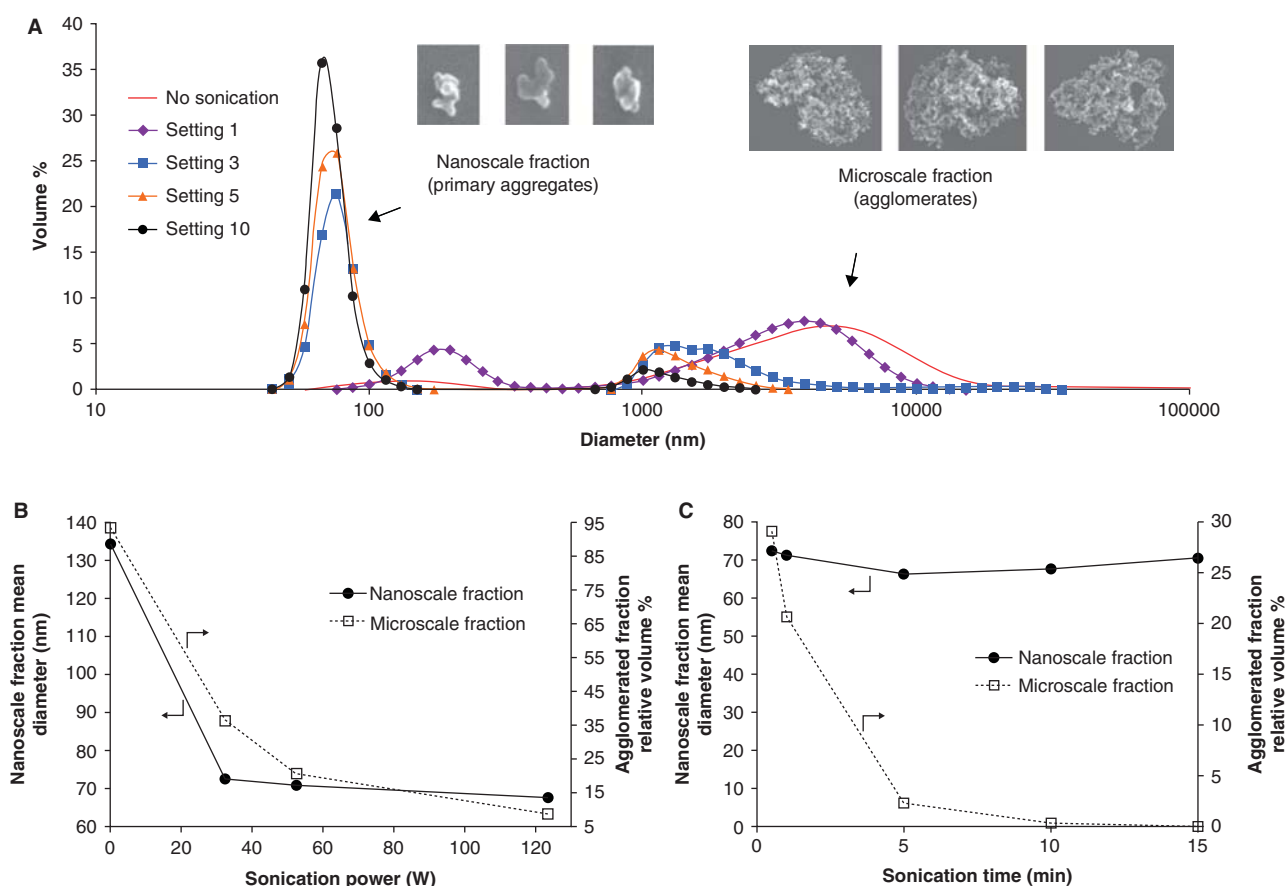 A
40
35
30
25
20
15
10
5
0
Volume %
No sonication
Setting 1
Setting 3
Setting 5
Setting 10
Nanoscale fraction
(primary aggregates)
Microscale fraction
(agglomerates)
10
100
1000
10000
100000
Diameter (nm)
B
140
130
120
110
100
90
80
70
60
Nanoscale fraction mean
diameter (nm)
95
85
75
65
55
45
35
25
15
5
Agglomerated fraction
relative volume %
Nanoscale fraction
Microscale fraction
0
20
40
60
80
100
120
Sonication power (W)
C
80
70
60
50
40
30
20
10
0
Nanoscale fraction mean
diameter (nm)
30
25
20
15
10
5
0
Agglomerated fraction
relative volume %
Nanoscale fraction
Microscale fraction
0
5
10
15
Sonication time (min)